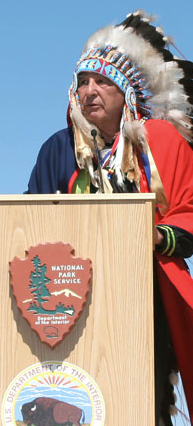 NATIONAL PARK
SERVICE
Department
of the Interior
U.S. DEPARTMENT OF THE INTERIOR